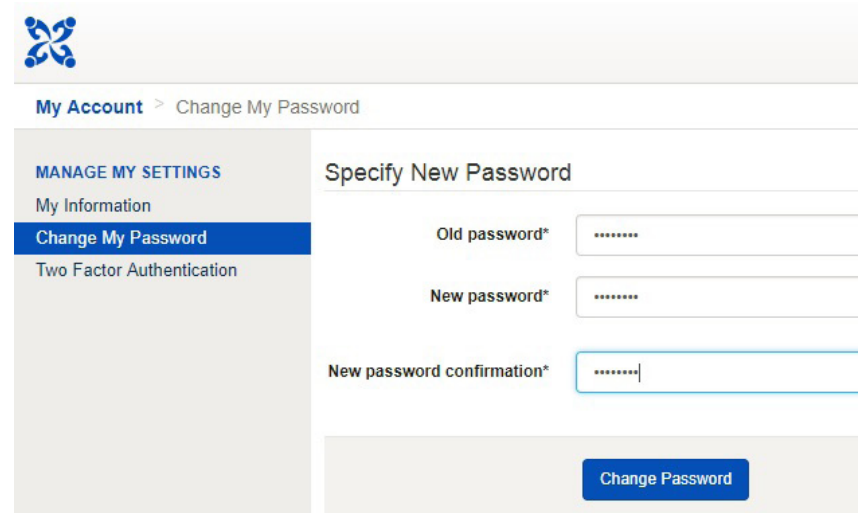 My Account > Change My Password
MANAGE MY SETTINGS
My Information
Change My Password
Two Factor Authentication
Specify New Password
Old password* ••••••••
New password* ••••••••
New password confirmation* ••••••••
Change Password